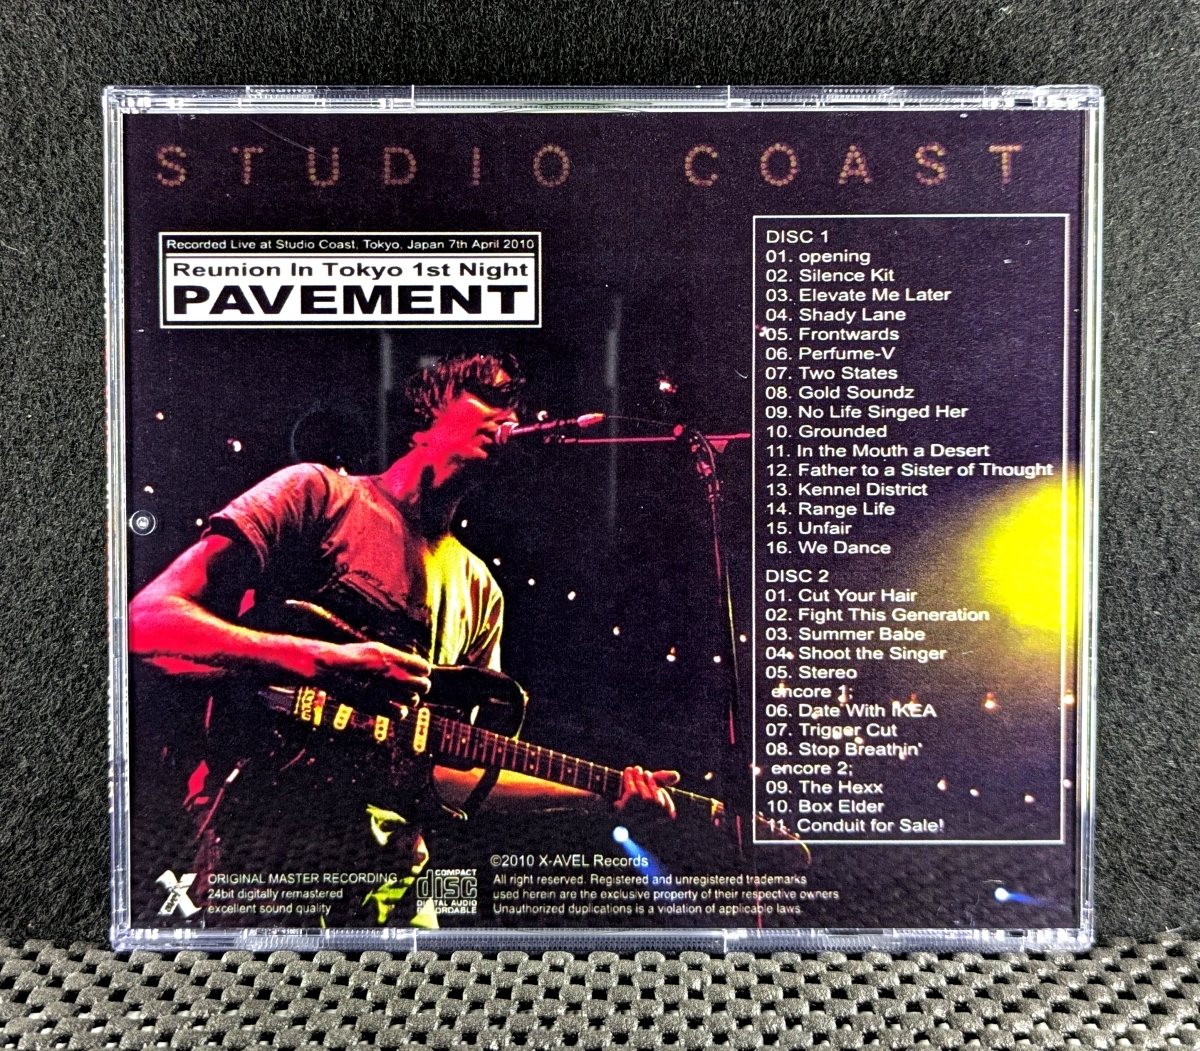 STUDIO COAST
Recorded Live at Studio Coast, Tokyo, Japan 7th April 2010
Reunion In Tokyo 1st Night
PAVEMENT
DISC 1
01. opening
02. Silence Kit
03. Elevate Me Later
04. Shady Lane
05. Frontwards
06. Perfume-V
07. Two States
08. Gold Soundz
09. No Life Singed Her
10. Grounded
11. In the Mouth a Desert
12. Father to a Sister of Thought
13. Kennel District
14. Range Life
15. Unfair
16. We Dance
DISC 2
01. Cut Your Hair
02. Fight This Generation
03. Summer Babe
04. Shoot the Singer
05. Stereo
encore 1;
06. Date With IKEA
07. Trigger Cut
08. Stop Breathin'
encore 2;
09. The Hexx
10. Box Elder
11. Conduit for Sale!
X
ORIGINAL MASTER RECORDING
24bit digitally remastered
excellent sound quality
COMPACT
disc
DIGITAL AUDIO
RECORDABLE
©2010 X-AVEL Records
All right reserved. Registered and unregistered trademarks
used herein are the exclusive property of their respective owners
Unauthorized duplications is a violation of applicable laws